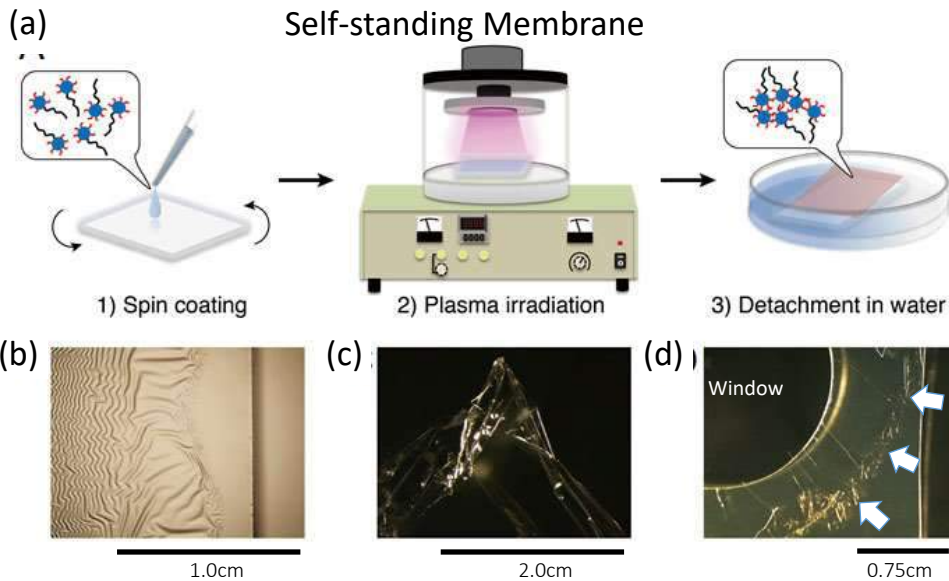 (a)
Self-standing Membrane
1) Spin coating
2) Plasma irradiation
3) Detachment in water
(b)
(c)
(d)
Window
1.0cm
2.0cm
0.75cm